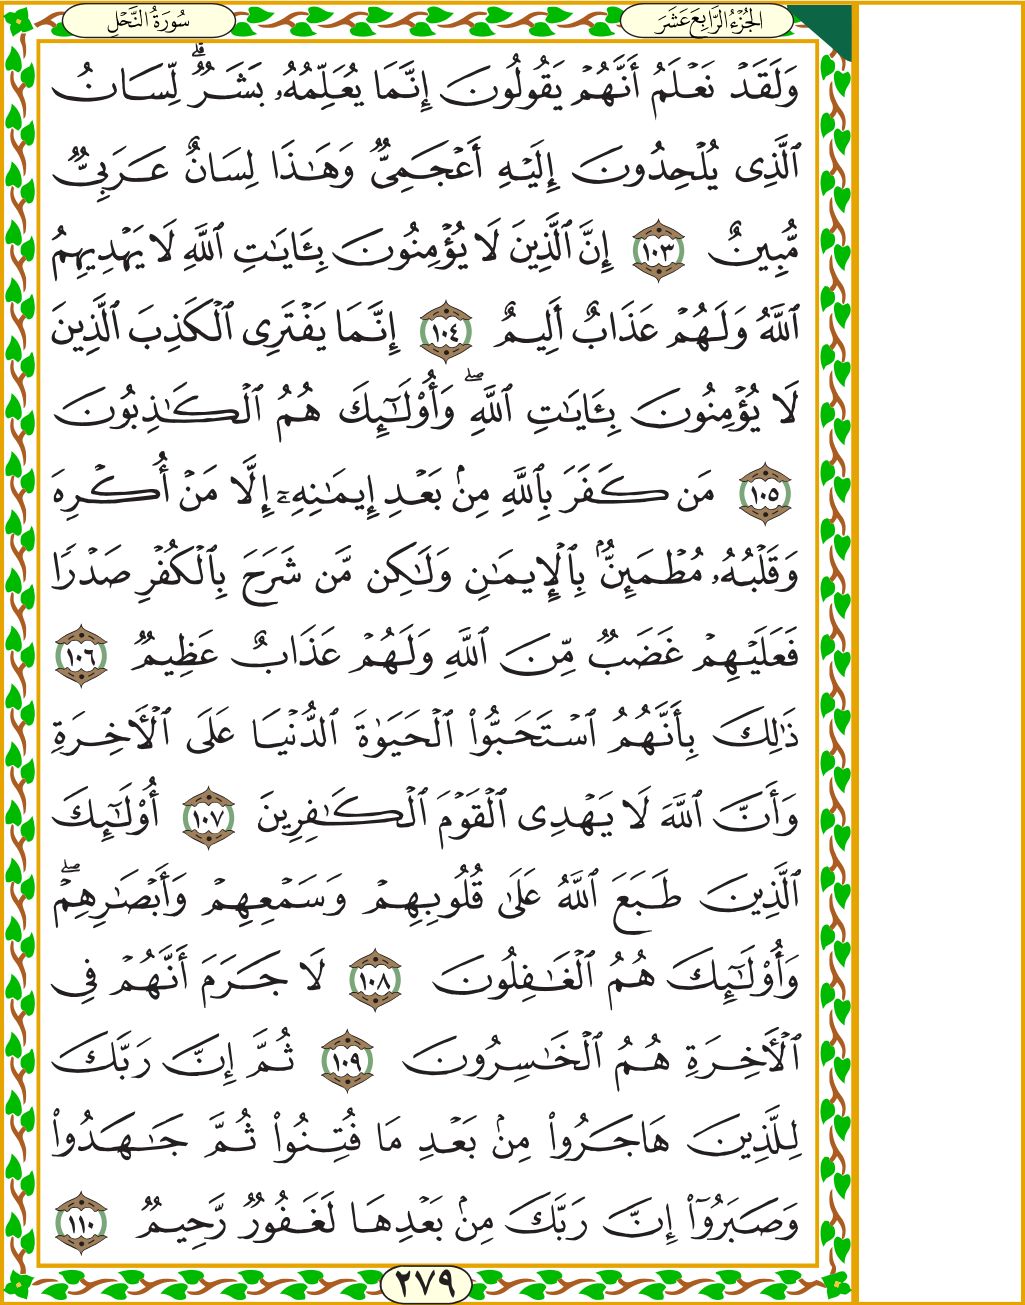 الجُزْءُ الرَّابِعَ عَشَرَ
سُورَةُ النَّحْلِ
وَلَقَدْ نَعْلَمُ أَنَّهُمْ يَقُولُونَ إِنَّمَا يُعَلِّمُهُۥ بَشَرٌۗ لِّسَانُ
ٱلَّذِى يُلْحِدُونَ إِلَيْهِ أَعْجَمِىٌّ وَهَٰذَا لِسَانٌ عَرَبِىٌّ
مُّبِينٌ ١٠٣ إِنَّ ٱلَّذِينَ لَا يُؤْمِنُونَ بِـَٔايَٰتِ ٱللَّهِ لَا يَهْدِيهِمُ
ٱللَّهُ وَلَهُمْ عَذَابٌ أَلِيمٌ ١٠٤ إِنَّمَا يَفْتَرِى ٱلْكَذِبَ ٱلَّذِينَ
لَا يُؤْمِنُونَ بِـَٔايَٰتِ ٱللَّهِۖ وَأُو۟لَٰٓئِكَ هُمُ ٱلْكَٰذِبُونَ
١٠٥ مَن كَفَرَ بِٱللَّهِ مِنۢ بَعْدِ إِيمَٰنِهِۦٓ إِلَّا مَنْ أُكْرِهَ
وَقَلْبُهُۥ مُطْمَئِنٌّۢ بِٱلْإِيمَٰنِ وَلَٰكِن مَّن شَرَحَ بِٱلْكُفْرِ صَدْرًا
فَعَلَيْهِمْ غَضَبٌ مِّنَ ٱللَّهِ وَلَهُمْ عَذَابٌ عَظِيمٌ ١٠٦
ذَٰلِكَ بِأَنَّهُمُ ٱسْتَحَبُّوا۟ ٱلْحَيَوٰةَ ٱلدُّنْيَا عَلَى ٱلْـَٔاخِرَةِ
وَأَنَّ ٱللَّهَ لَا يَهْدِى ٱلْقَوْمَ ٱلْكَٰفِرِينَ ١٠٧ أُو۟لَٰٓئِكَ
ٱلَّذِينَ طَبَعَ ٱللَّهُ عَلَىٰ قُلُوبِهِمْ وَسَمْعِهِمْ وَأَبْصَٰرِهِمْۖ
وَأُو۟لَٰٓئِكَ هُمُ ٱلْغَٰفِلُونَ ١٠٨ لَا جَرَمَ أَنَّهُمْ فِى
ٱلْـَٔاخِرَةِ هُمُ ٱلْخَٰسِرُونَ ١٠٩ ثُمَّ إِنَّ رَبَّكَ
لِلَّذِينَ هَاجَرُوا۟ مِنۢ بَعْدِ مَا فُتِنُوا۟ ثُمَّ جَٰهَدُوا۟
وَصَبَرُوٓا۟ إِنَّ رَبَّكَ مِنۢ بَعْدِهَا لَغَفُورٌ رَّحِيمٌ ١١٠
٢٧٩